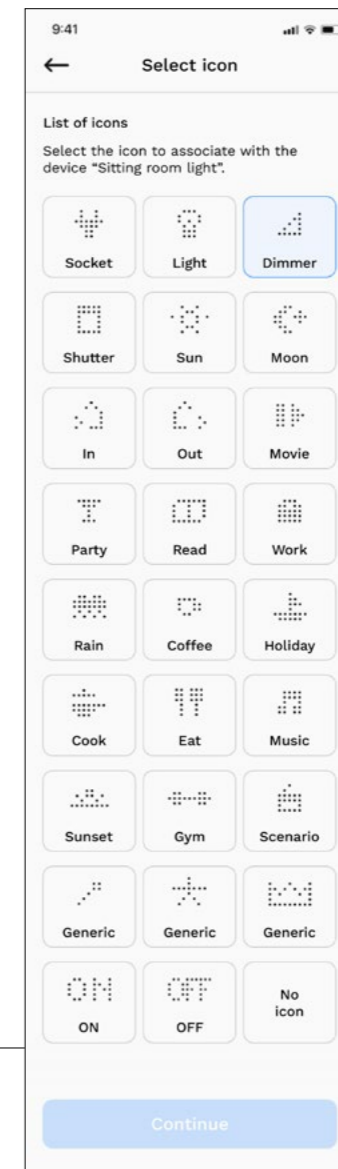 9:41
Select icon
List of icons
Select the icon to associate with the
device “Sitting room light”.
Socket Light Dimmer
Shutter Sun Moon
In Out Movie
Party Read Work
Rain Coffee Holiday
Cook Eat Music
Sunset Gym Scenario
Generic Generic Generic
ON OFF
ON OFF No
icon
Continue